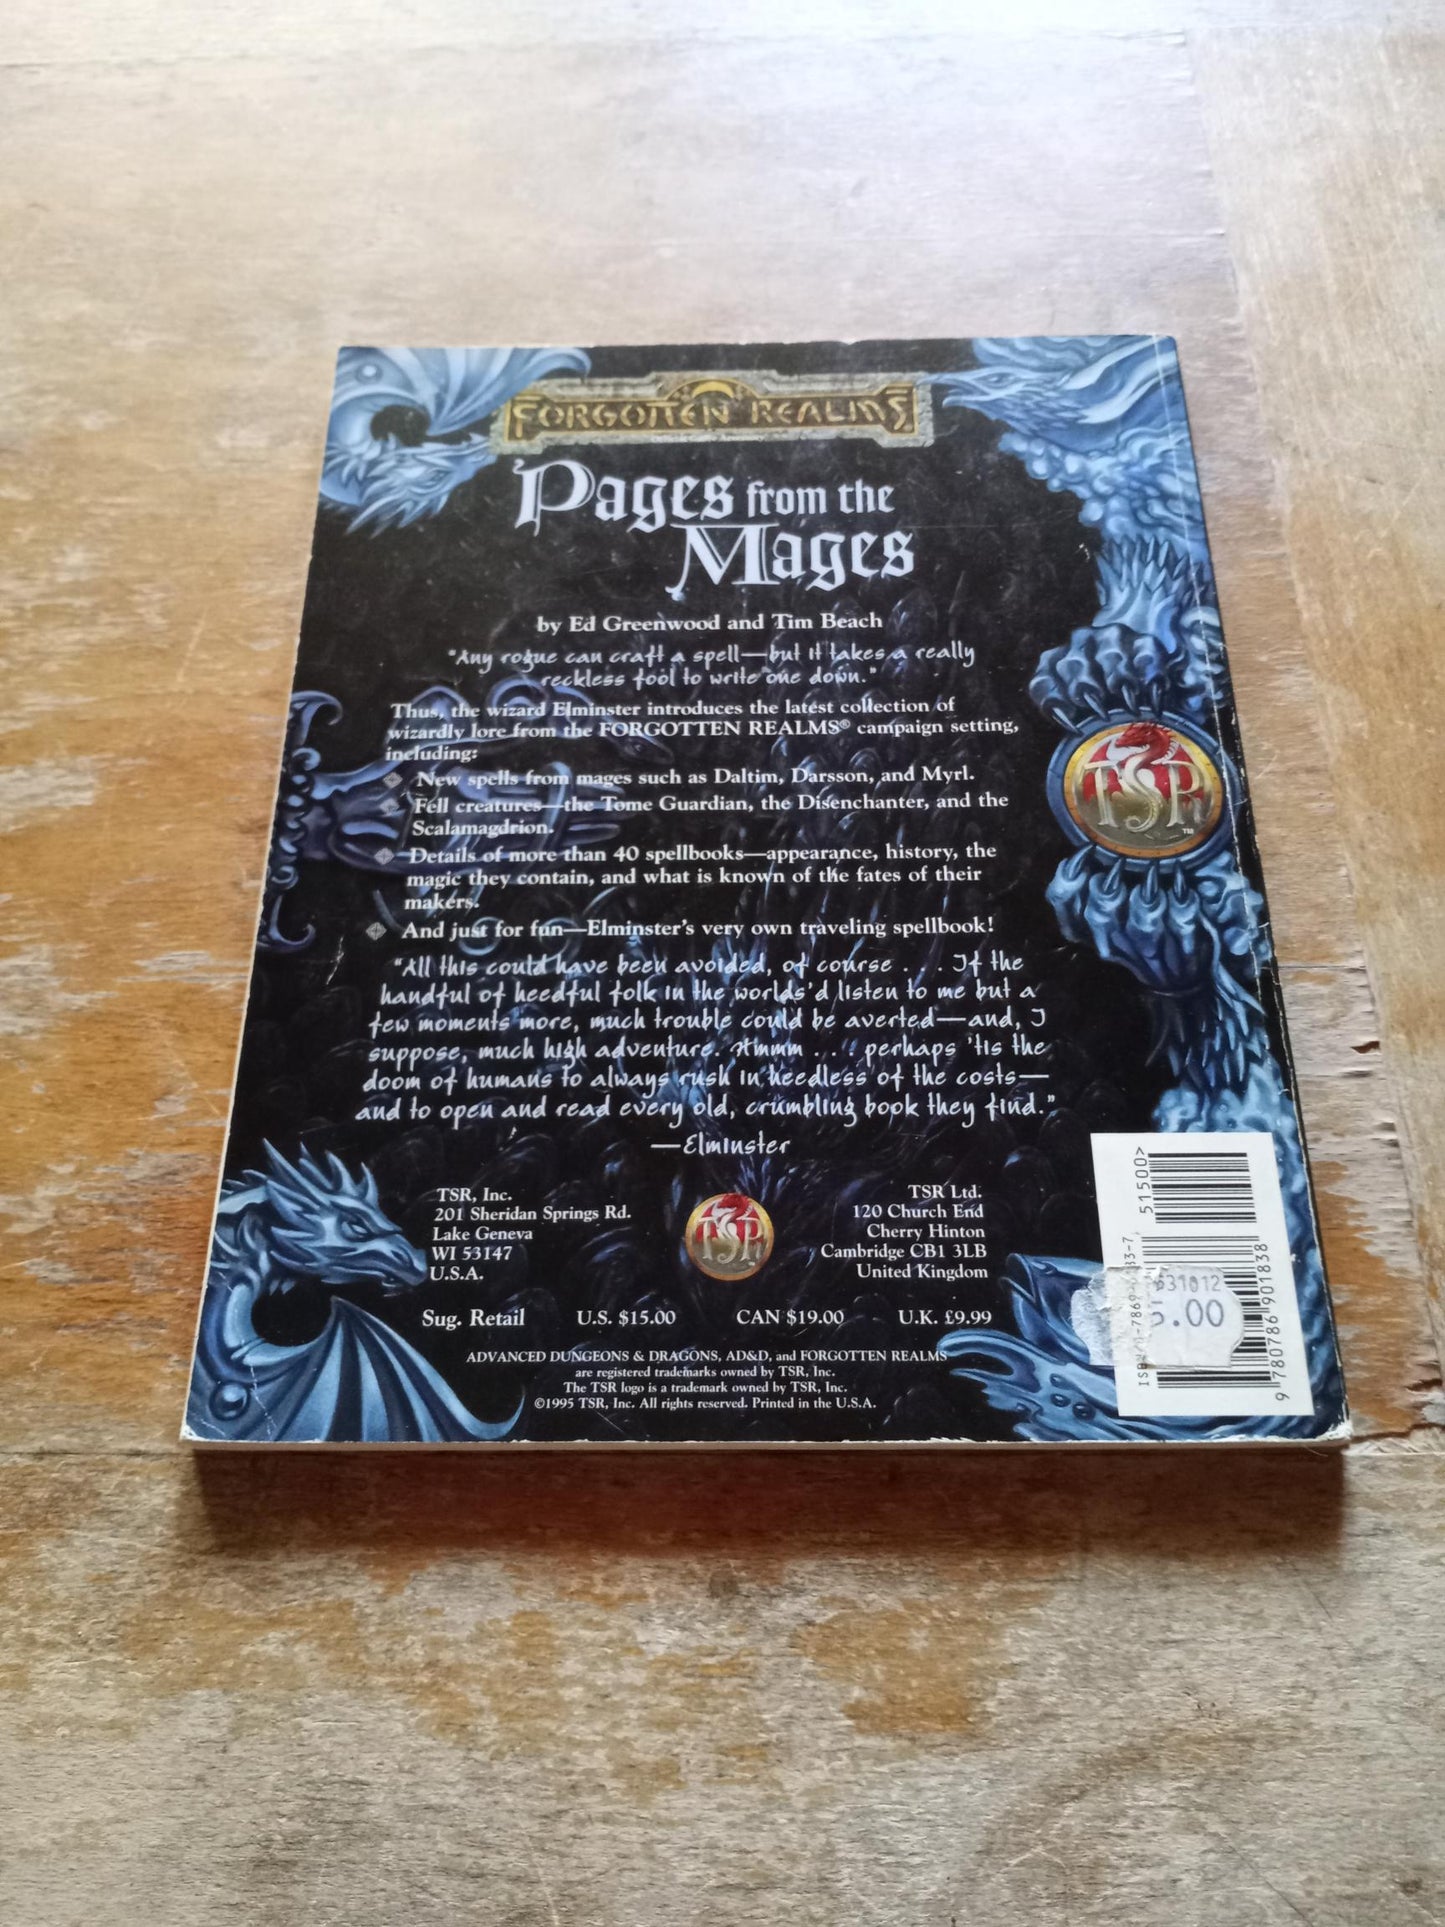 FORGOTTEN REALMS
Pages from the
Mages
by Ed Greenwood and Tim Beach
"Any rogue can craft a spell—but it takes a really
reckless fool to write one down."
Thus, the wizard Elminster introduces the latest collection of
wizardly lore from the FORGOTTEN REALMS® campaign setting,
including:
New spells from mages such as Daltim, Darsson, and Myrl.
Fell creatures—the Tome Guardian, the Disenchanter, and the
Scalamagdrion.
Details of more than 40 spellbooks—appearance, history, the
magic they contain, and what is known of the fates of their
makers.
And just for fun—Elminster's very own traveling spellbook!
"All this could have been avoided, of course . . . If the
handful of heedful folk in the worlds'd listen to me but a
few moments more, much trouble could be averted—and, I
suppose, much high adventure. Hmmm . . . perhaps 'tis the
doom of humans to always rush in heedless of the costs—
and to open and read every old, crumbling book they find."
—Elminster
TSR™
TSR, Inc.
201 Sheridan Springs Rd.
Lake Geneva
WI 53147
U.S.A.
TSR
TSR Ltd.
120 Church End
Cherry Hinton
Cambridge CB1 3LB
United Kingdom
Sug. Retail U.S. $15.00 CAN $19.00 U.K. £9.99
ADVANCED DUNGEONS & DRAGONS, AD&D, and FORGOTTEN REALMS
are registered trademarks owned by TSR, Inc.
The TSR logo is a trademark owned by TSR, Inc.
©1995 TSR, Inc. All rights reserved. Printed in the U.S.A.
51500>
631012
5.00
9 780786 901838